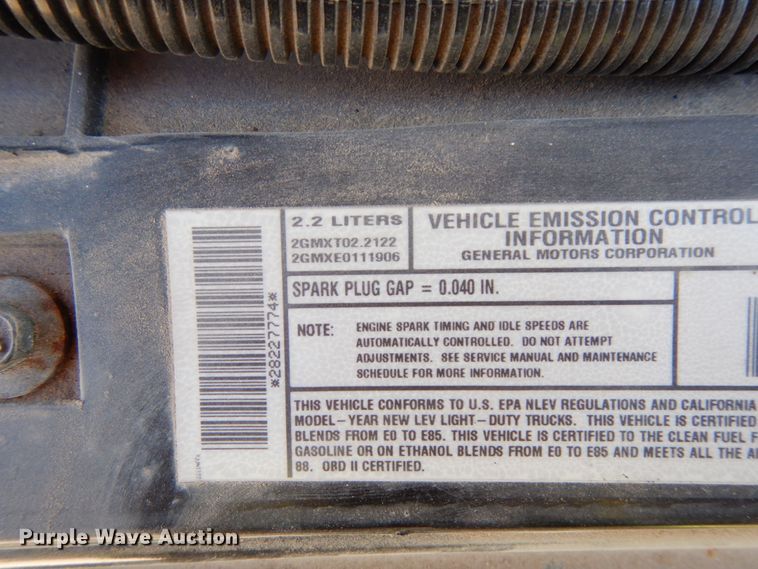 2.2 LITERS
2GMXT02.2122
2GMXE0111906
VEHICLE EMISSION CONTROL
INFORMATION
GENERAL MOTORS CORPORATION
*28227774*
SPARK PLUG GAP = 0.040 IN.
NOTE: ENGINE SPARK TIMING AND IDLE SPEEDS ARE
AUTOMATICALLY CONTROLLED. DO NOT ATTEMPT
ADJUSTMENTS. SEE SERVICE MANUAL AND MAINTENANCE
SCHEDULE FOR MORE INFORMATION.
THIS VEHICLE CONFORMS TO U.S. EPA NLEV REGULATIONS AND CALIFORNIA
MODEL-YEAR NEW LEV LIGHT-DUTY TRUCKS. THIS VEHICLE IS CERTIFIED
BLENDS FROM E0 TO E85. THIS VEHICLE IS CERTIFIED TO THE CLEAN FUEL F
GASOLINE OR ON ETHANOL BLENDS FROM E0 TO E85 AND MEETS ALL THE A
88. OBD II CERTIFIED.
Purple Wave Auction